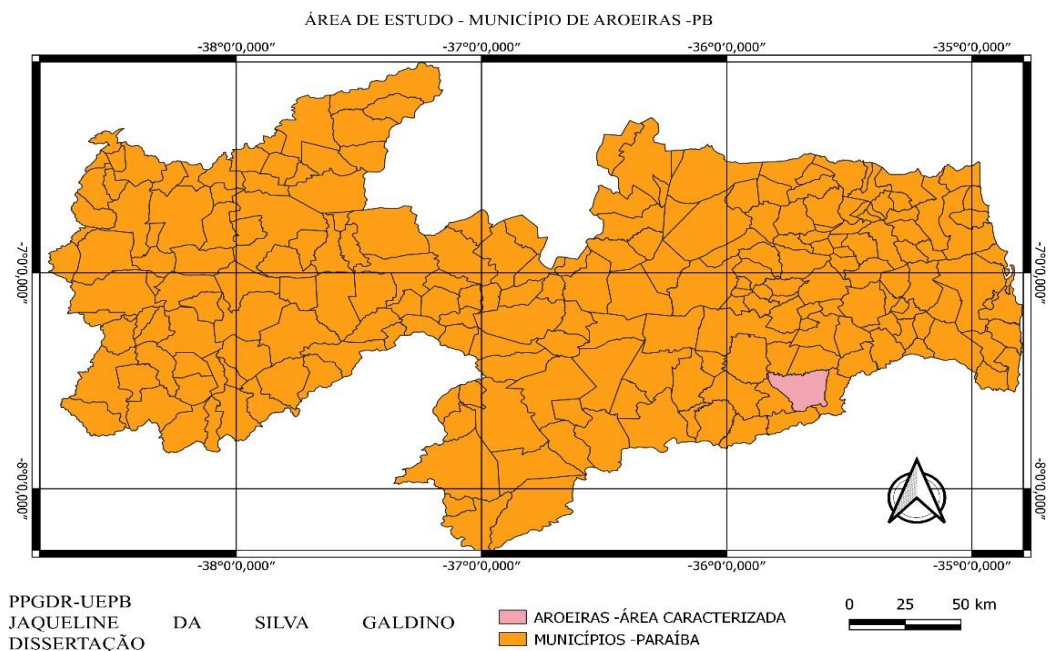 ÁREA DE ESTUDO - MUNICÍPIO DE AROEIRAS -PB
-38°0'0,000" -37°0'0,000" -36°0'0,000" -35°0'0,000"
-7°0'0,000" -7°0'0,000"
-8°0'0,000" -8°0'0,000"
-38°0'0,000" -37°0'0,000" -36°0'0,000" -35°0'0,000"
PPGDR-UEPB
JAQUELINE DA SILVA GALDINO
DISSERTAÇÃO
AROEIRAS -ÁREA CARACTERIZADA
MUNICÍPIOS -PARAÍBA
0 25 50 km